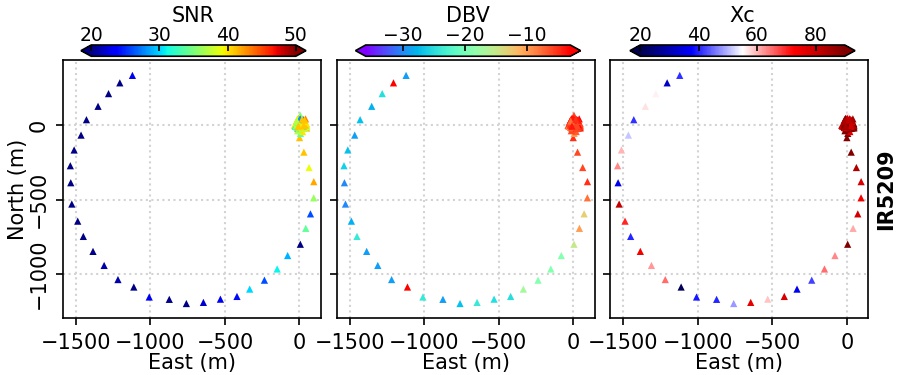 SNR DBV Xc
20 30 40 50 −30 −20 −10 20 40 60 80
North (m)
0
−500
−1000
IR5209
−1500 −1000 −500 0 −1500 −1000 −500 0 −1500 −1000 −500 0
East (m) East (m) East (m)